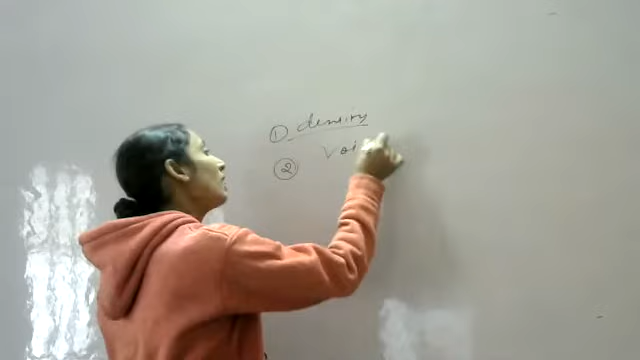 ① density
② Voi